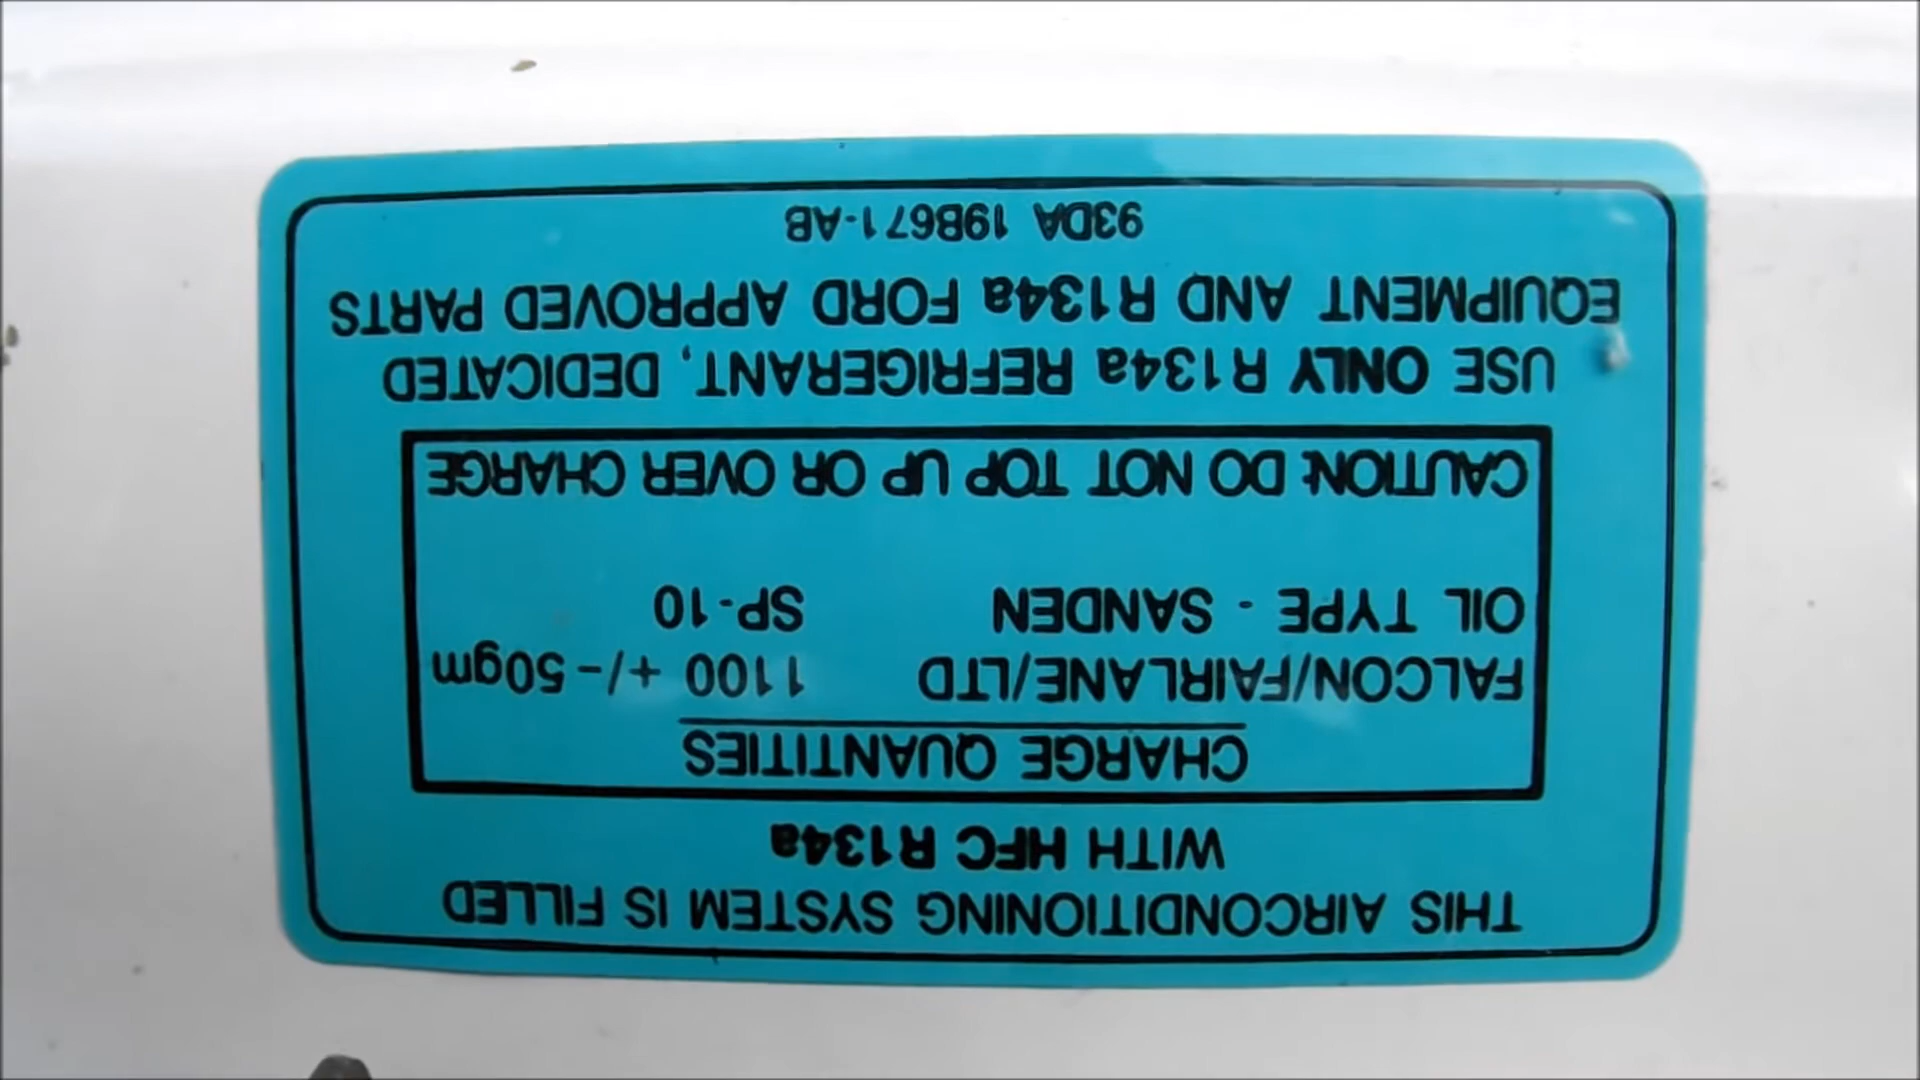 THIS AIRCONDITIONING SYSTEM IS FILLED
WITH HFC R134a
CHARGE QUANTITIES
FALCON/FAIRLANE/LTD 1100 +/- 50gm
OIL TYPE - SANDEN SP-10
CAUTION: DO NOT TOP UP OR OVER CHARGE
USE ONLY R134a REFRIGERANT, DEDICATED
EQUIPMENT AND R134a FORD APPROVED PARTS
93DA 19B671-AB